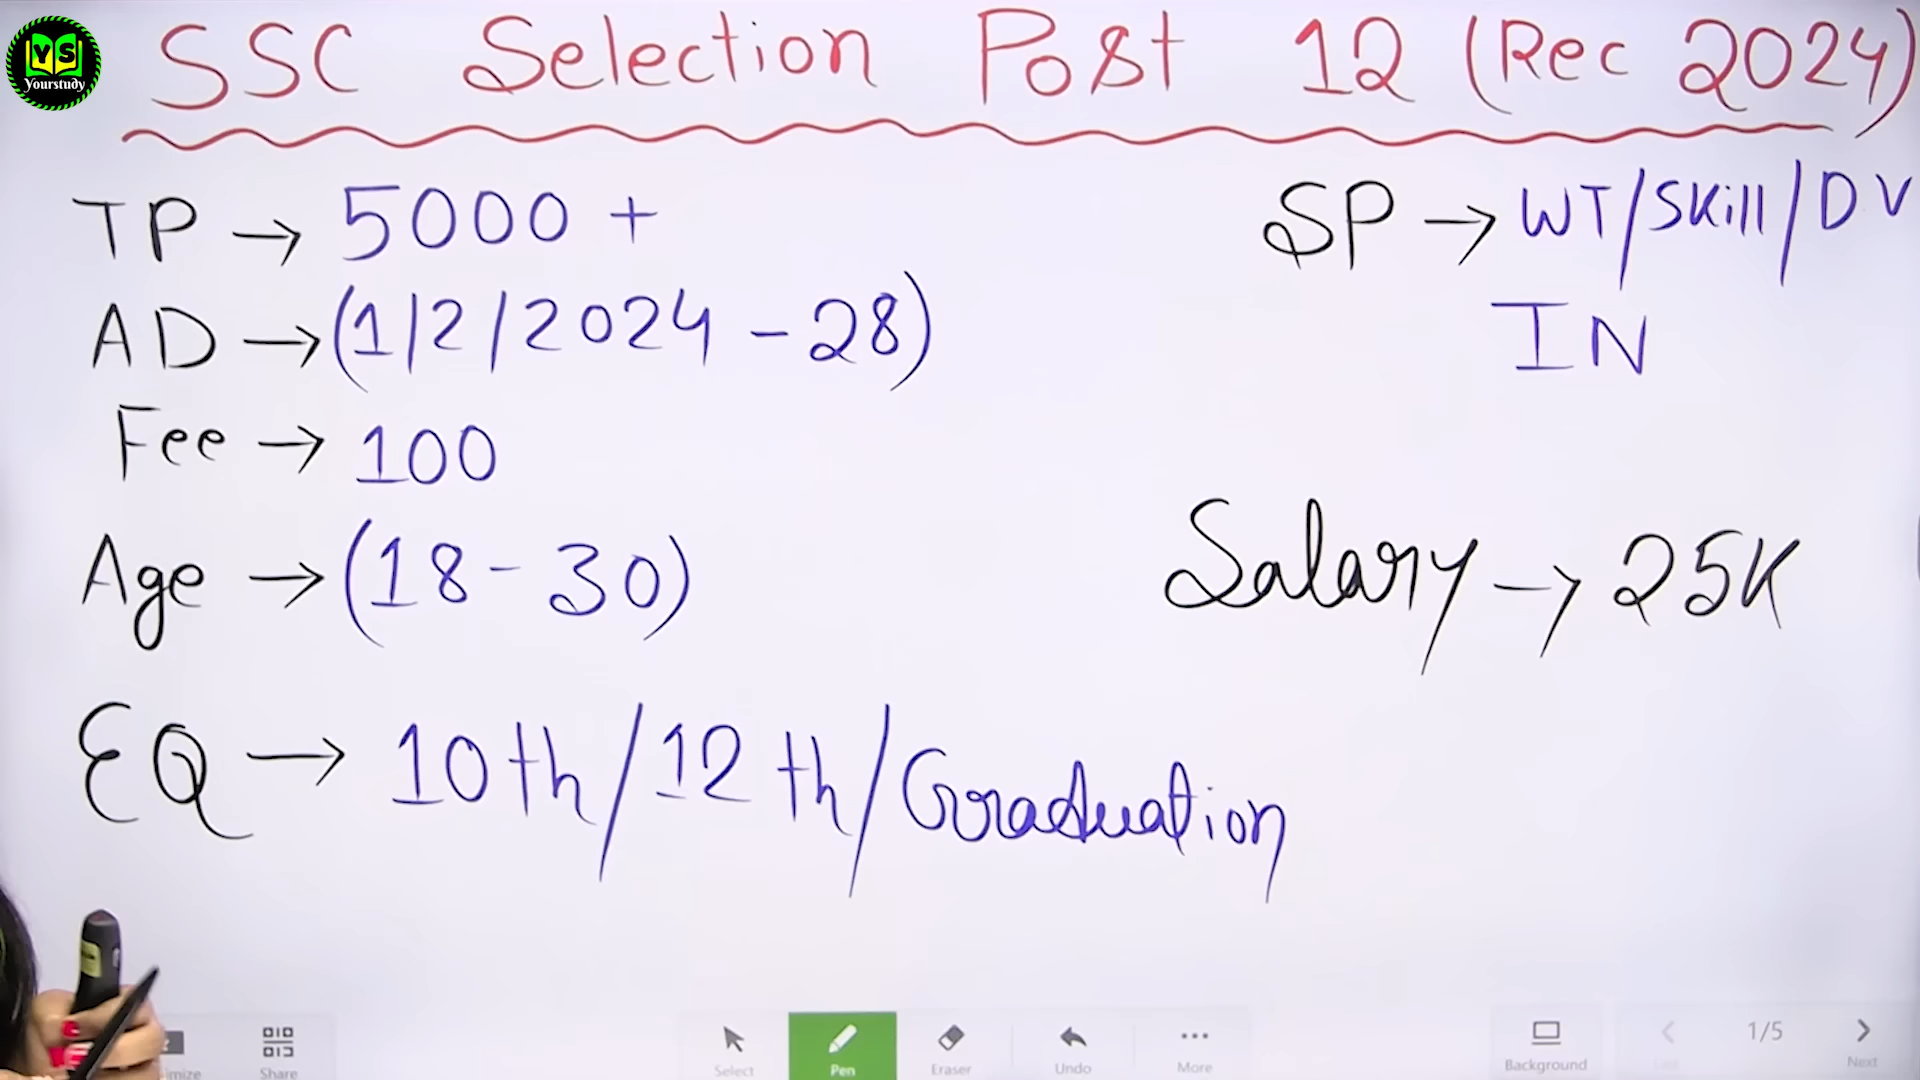 YS
Yourstudy
SSC Selection Post 12 (Rec 2024)
TP → 5000 +
AD → (1/2/2024 - 28)
Fee → 100
Age → (18 - 30)
EQ → 10th/12th/Graduation
SP → WT/Skill/DV
IN
Salary → 25K
Share
Select
Pen
Eraser
Undo
More
Background
1/5
Next